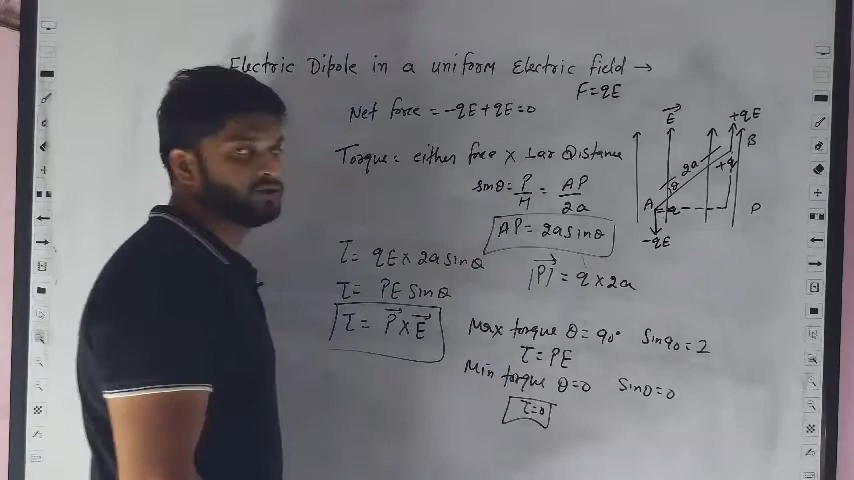 Electric Dipole in a uniform Electric field →
F=qE
Net force = -qE+qE=0
Torque = either force × Lar Distance
sinθ = P/H = AP/2a
AP = 2a sinθ
τ = qE × 2a sinθ
|P⃗| = q × 2a
τ = PE sinθ
τ = P⃗ × E⃗
Max torque θ = 90° sin90 = 2
τ = PE
Min torque θ=0 sin0=0
τ=0
E⃗
+qE
B
2a
+q
θ
A
-q
P
-qE